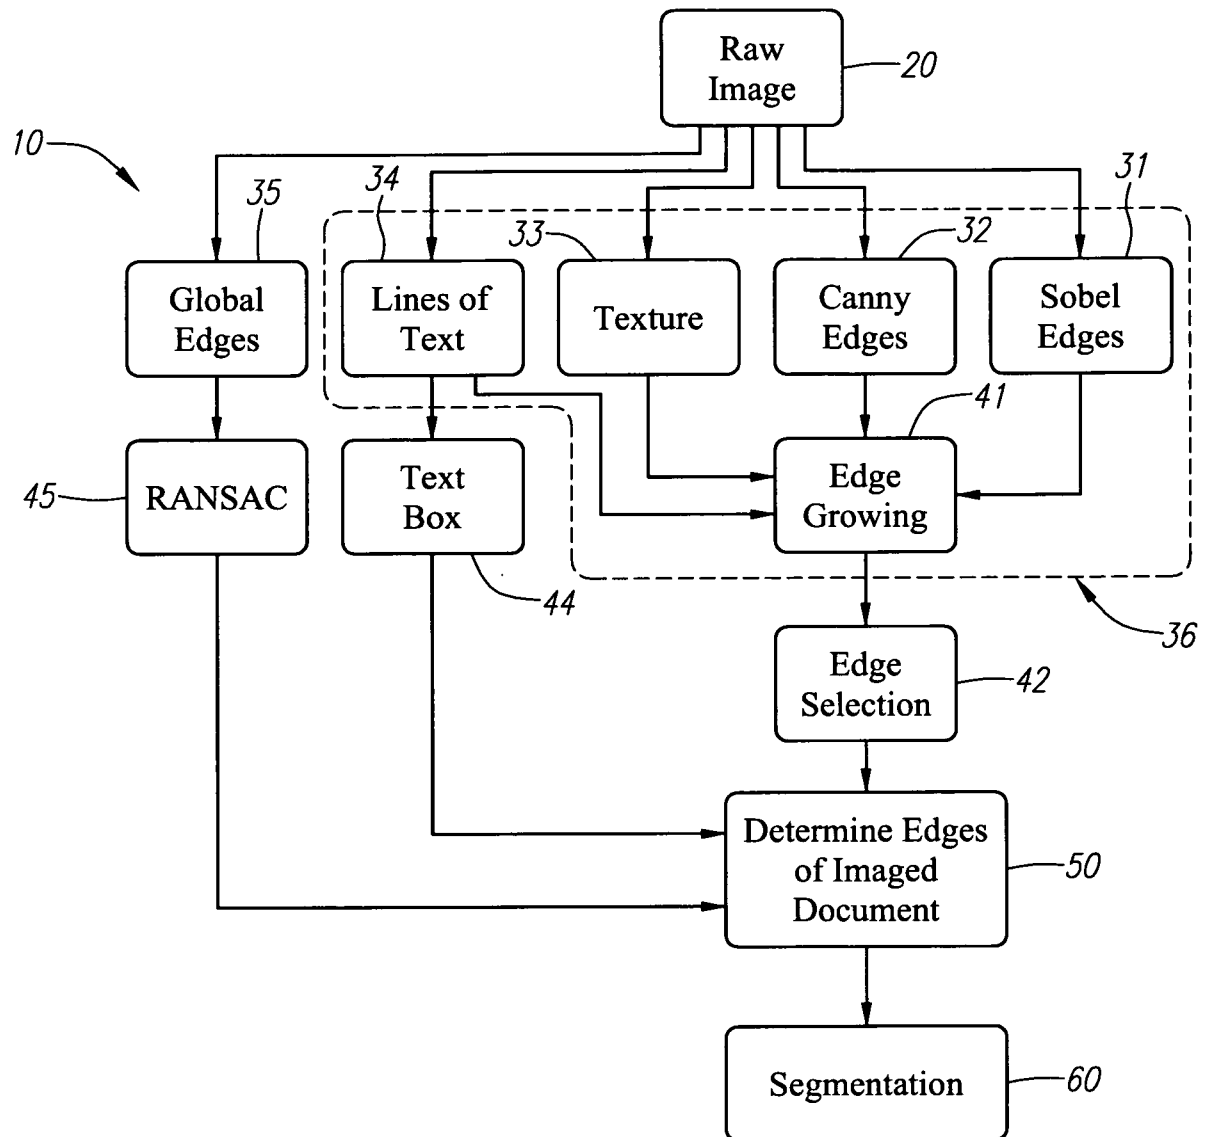 Raw
Image
20
10
35
34
33
32
31
Global
Edges
Lines of
Text
Texture
Canny
Edges
Sobel
Edges
41
45
RANSAC
Text
Box
Edge
Growing
44
36
Edge
Selection
42
Determine Edges
of Imaged
Document
50
Segmentation
60